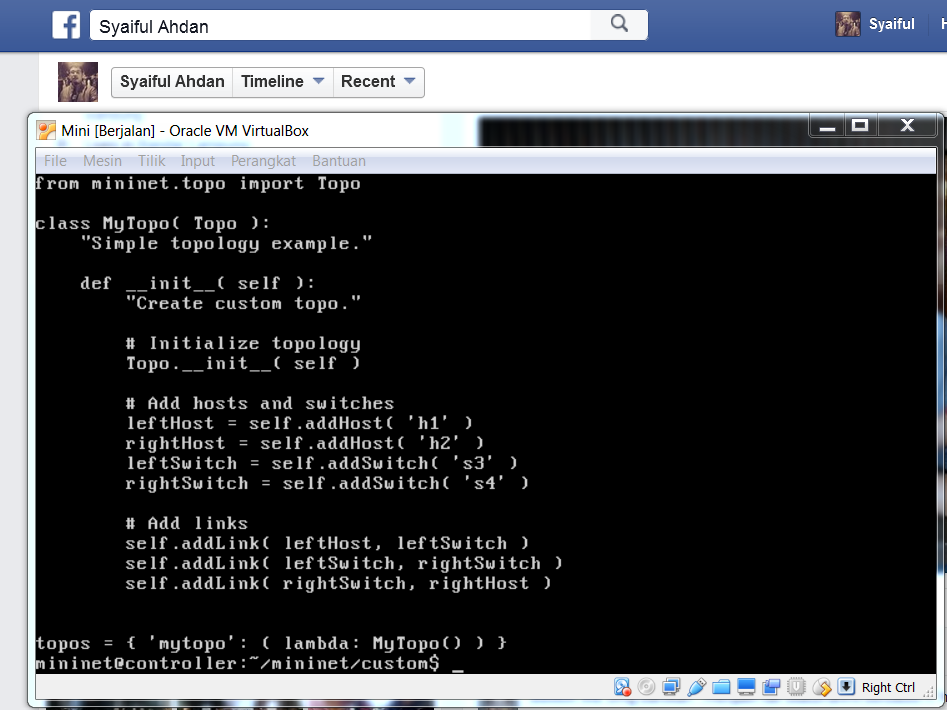 f Syaiful Ahdan Syaiful
Syaiful Ahdan Timeline Recent
Mini [Berjalan] - Oracle VM VirtualBox
File Mesin Tilik Input Perangkat Bantuan
from mininet.topo import Topo
class MyTopo( Topo ):
    "Simple topology example."
    def __init__( self ):
        "Create custom topo."
        # Initialize topology
        Topo.__init__( self )
        # Add hosts and switches
        leftHost = self.addHost( 'h1' )
        rightHost = self.addHost( 'h2' )
        leftSwitch = self.addSwitch( 's3' )
        rightSwitch = self.addSwitch( 's4' )
        # Add links
        self.addLink( leftHost, leftSwitch )
        self.addLink( leftSwitch, rightSwitch )
        self.addLink( rightSwitch, rightHost )
topos = { 'mytopo': ( lambda: MyTopo() ) }
mininet@controller:~/mininet/custom$ _
Right Ctrl